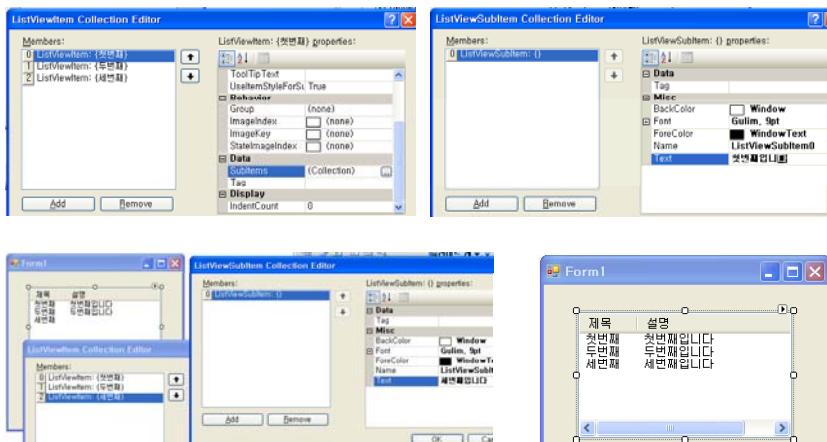 ListViewItem Collection Editor
Members:
0 ListViewItem: {첫번째}
1 ListViewItem: {두번째}
2 ListViewItem: {세번째}
Add
Remove
ListViewItem: {첫번째} properties:
ToolTipText
UseItemStyleForSu True
Behavior
Group (none)
ImageIndex (none)
ImageKey (none)
StateImageIndex (none)
Data
SubItems (Collection)
Tag
Display
IndentCount 0
ListViewSubItem Collection Editor
Members:
0 ListViewSubItem: {}
Add
Remove
ListViewSubItem: {} properties:
Data
Tag
Misc
BackColor Window
Font Gulim, 9pt
ForeColor WindowText
Name ListViewSubItem0
Text 첫번째입니다
Form1
제목 설명
첫번째 첫번째입니다
두번째 두번째입니다
세번째
ListViewItem Collection Editor
Members:
0 ListViewItem: {첫번째}
1 ListViewItem: {두번째}
2 ListViewItem: {세번째}
ListViewSubItem Collection Editor
Members:
0 ListViewSubItem: {}
Add
Remove
ListViewSubItem: {} properties:
Data
Tag
Misc
BackColor Window
Font Gulim, 9pt
ForeColor WindowTe
Name ListViewSubIt
Text 세번째입니다
OK
Can
Form1
제목 설명
첫번째 첫번째입니다
두번째 두번째입니다
세번째 세번째입니다